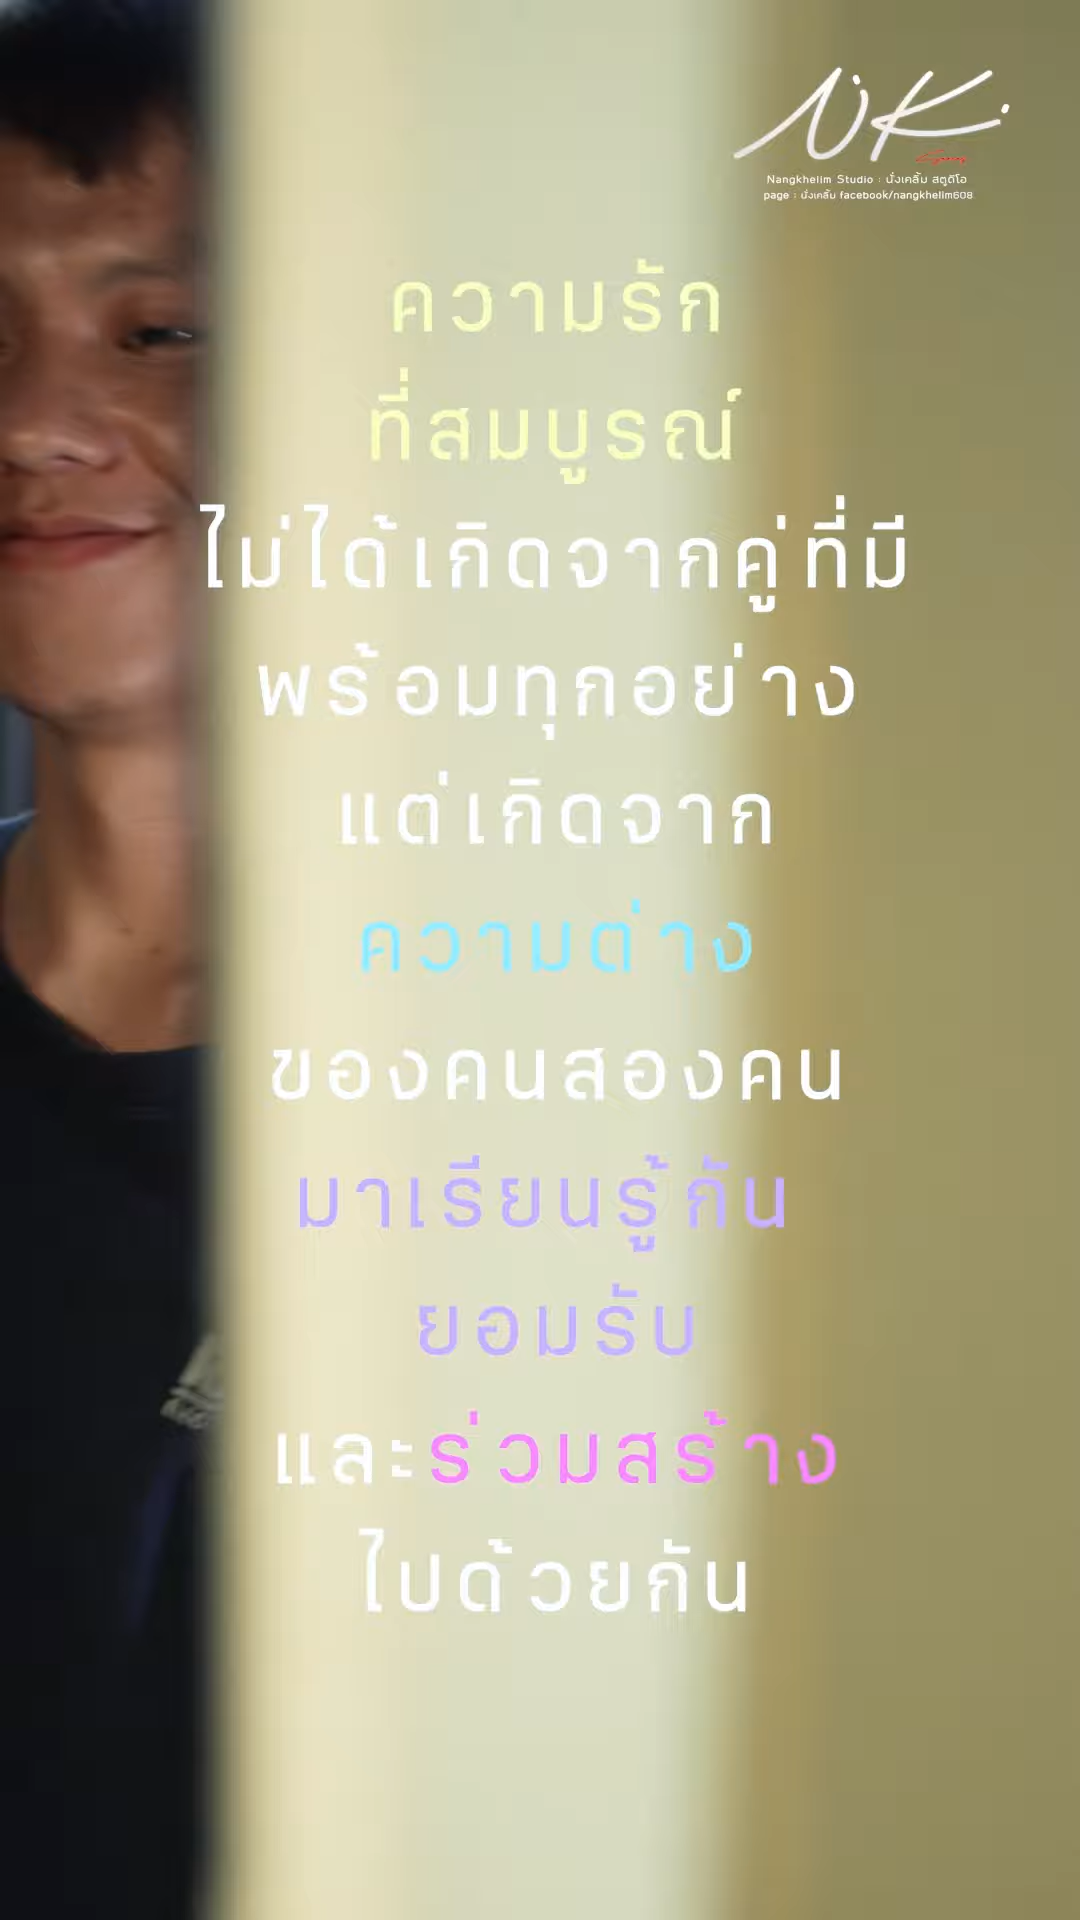 NK.
Nangkhelim Studio : นั่งเคลิ้ม สตูดิโอ
page : นั่งเคลิ้ม facebook/nangkhelim608
ความรัก
ที่สมบูรณ์
ไม่ได้เกิดจากคู่ที่มี
พร้อมทุกอย่าง
แต่เกิดจาก
ความต่าง
ของคนสองคน
มาเรียนรู้กัน
ยอมรับ
และร่วมสร้าง
ไปด้วยกัน